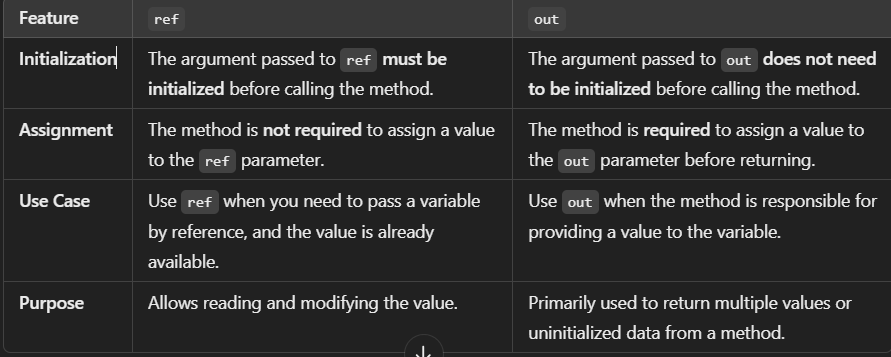 Feature ref out
Initialization The argument passed to ref must be The argument passed to out does not need
initialized before calling the method. to be initialized before calling the method.
Assignment The method is not required to assign a value The method is required to assign a value to
to the ref parameter. the out parameter before returning.
Use Case Use ref when you need to pass a variable Use out when the method is responsible for
by reference, and the value is already providing a value to the variable.
available.
Purpose Allows reading and modifying the value. Primarily used to return multiple values or
uninitialized data from a method.